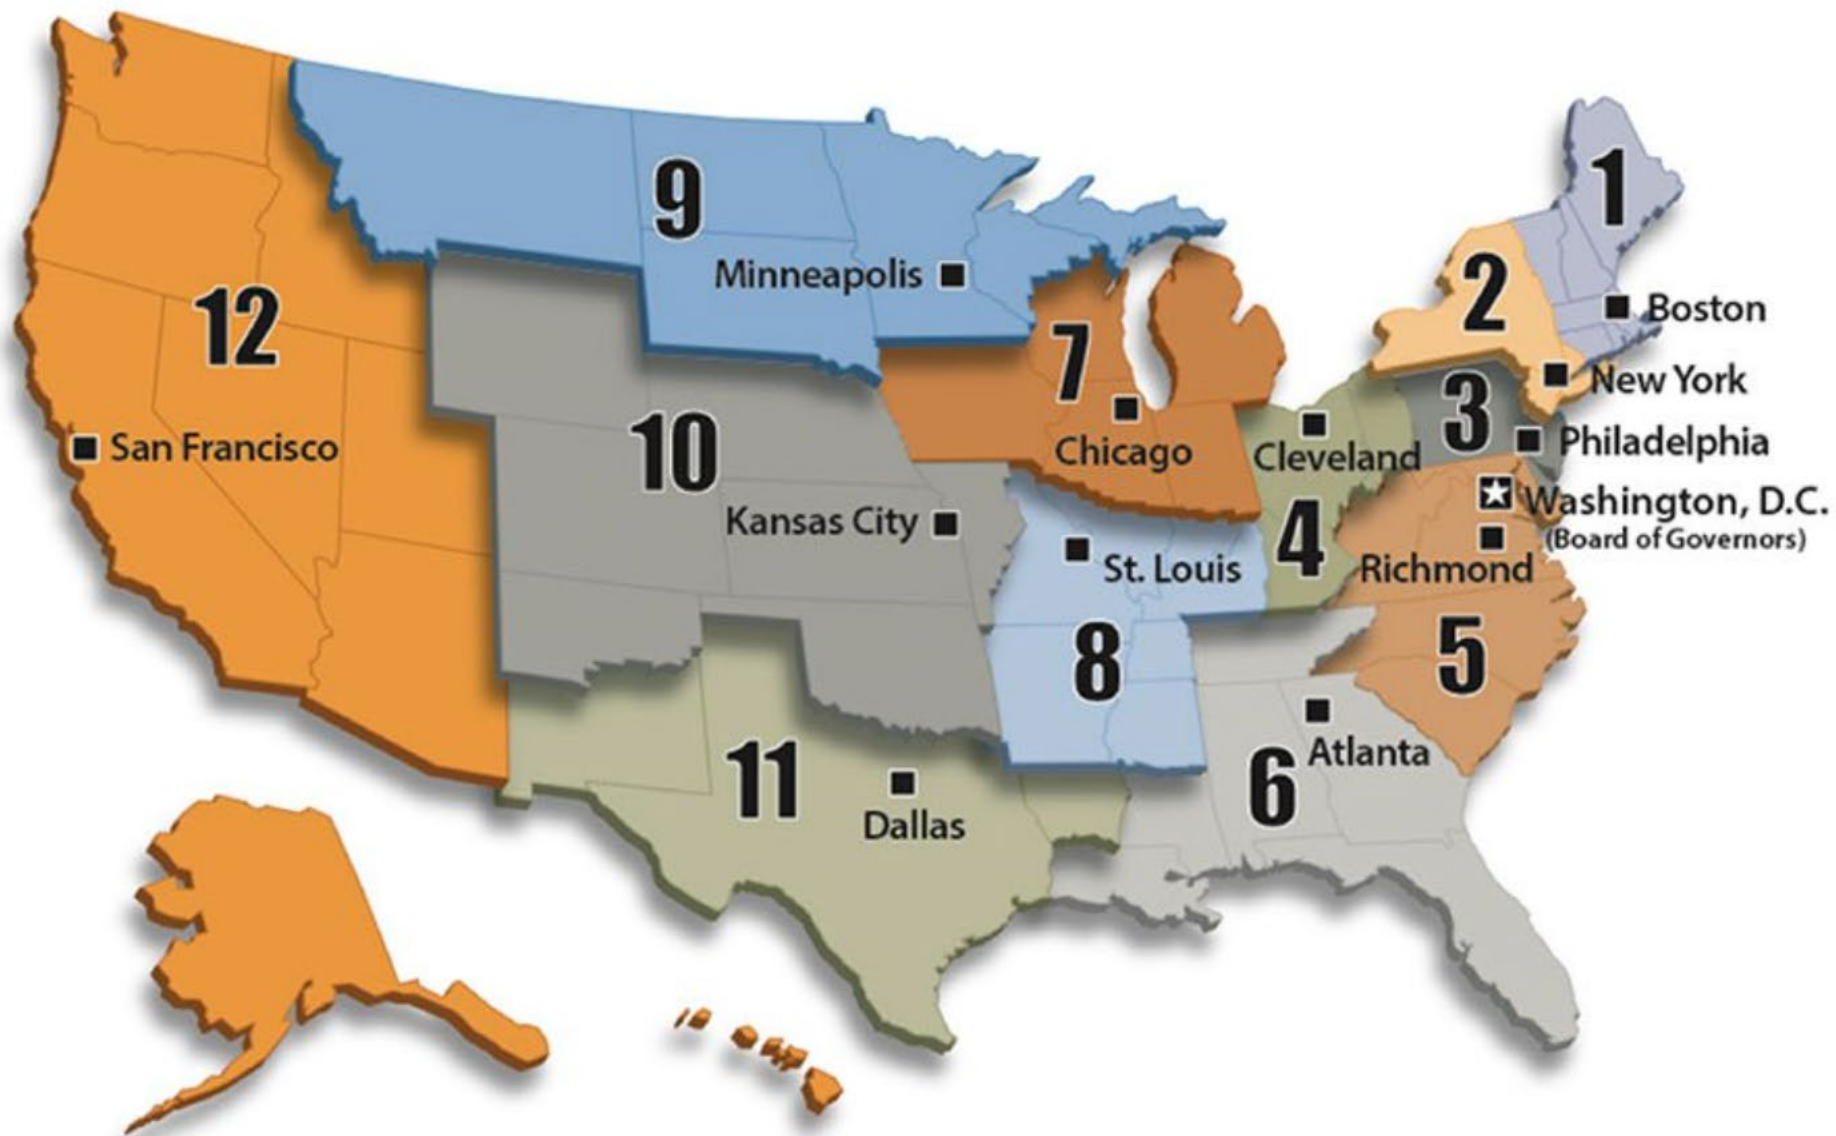 1
9
2
Minneapolis
12
Boston
7
New York
3
10
San Francisco
Chicago
Cleveland
Philadelphia
Washington, D.C.
(Board of Governors)
Kansas City
4
St. Louis
Richmond
8
5
Atlanta
11
6
Dallas